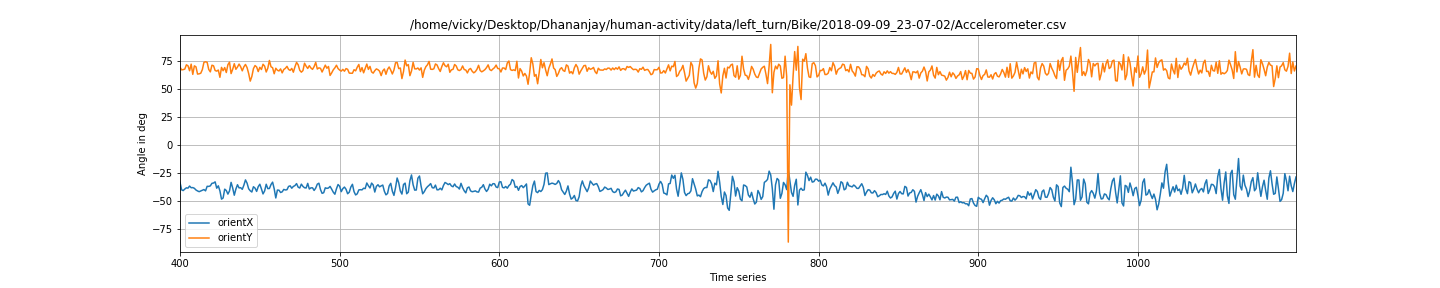 /home/vicky/Desktop/Dhananjay/human-activity/data/left_turn/Bike/2018-09-09_23-07-02/Accelerometer.csv
75
50
25
0
−25
−50
−75
Angle in deg
orientX
orientY
400 500 600 700 800 900 1000
Time series